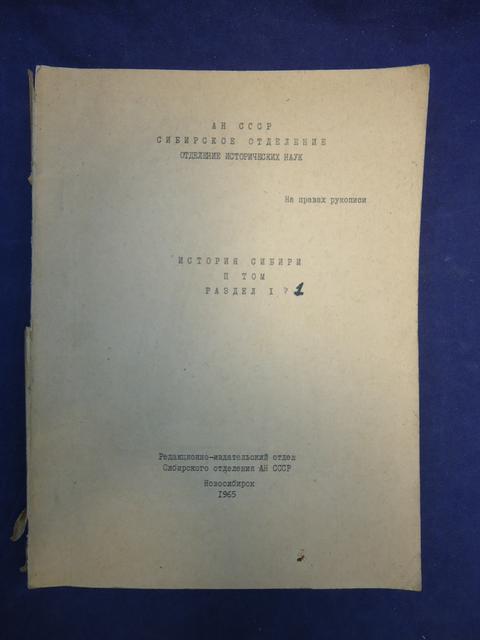 АН СССР
СИБИРСКОЕ ОТДЕЛЕНИЕ
ОТДЕЛЕНИЕ ИСТОРИЧЕСКИХ НАУК
На правах рукописи
ИСТОРИЯ СИБИРИ
П ТОМ
РАЗДЕЛ I ? 1
Редакционно-издательский отдел
Сибирского отделения АН СССР
Новосибирск
1965